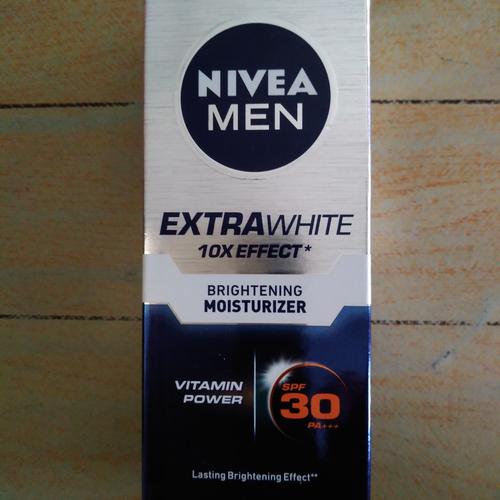 NIVEA
MEN
EXTRAWHITE
10X EFFECT*
BRIGHTENING
MOISTURIZER
VITAMIN
POWER
SPF
30
PA+++
Lasting Brightening Effect**